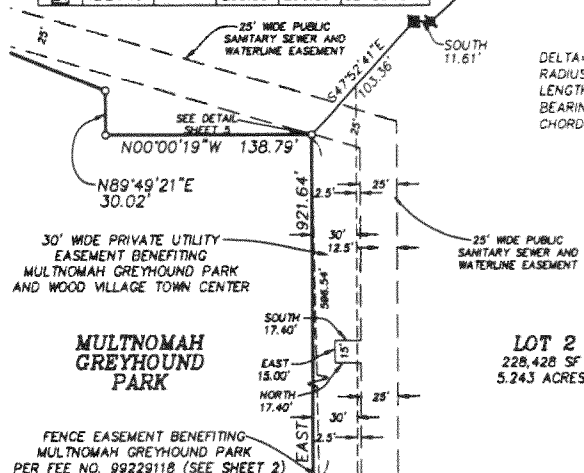 25' WIDE PUBLIC
SANITARY SEWER AND
WATERLINE EASEMENT
25'
S47°52'41"E
103.36'
SOUTH
11.61'
DELTA=
RADIUS
LENGTH
BEARIN
CHORD
SEE DETAIL
SHEET 5
25'
N00°00'19"W 138.79'
N89°49'21"E
30.02'
921.64'
2.5'
25'
30'
12.5'
30' WIDE PRIVATE UTILITY
EASEMENT BENEFITING
MULTNOMAH GREYHOUND PARK
AND WOOD VILLAGE TOWN CENTER
25' WIDE PUBLIC
SANITARY SEWER AND
WATERLINE EASEMENT
596.54'
SOUTH
17.40'
15'
EAST
15.00'
NORTH
17.40'
MULTNOMAH
GREYHOUND
PARK
LOT 2
228,428 SF
5.243 ACRES
25'
30'
2.5'
EAST
FENCE EASEMENT BENEFITING
MULTNOMAH GREYHOUND PARK
PER FEE NO. 99229118 (SEE SHEET 2)